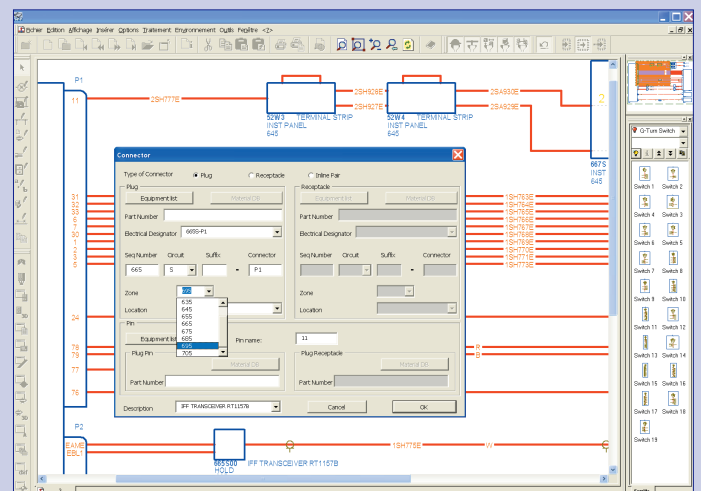 Fichier Edition Affichage Insérer Options Traitement Environnement Outils Fenêtre <?>
P1
11
2SH777E
2SH926E
2SA930E
2SH927E
2SA929E
2
52W3 TERMINAL STRIP
INST PANEL
645
52W4 TERMINAL STRIP
INST PANEL
645
667S
INST
645
31
32
33
6
7
30
1
2
3
5
24
78
79
77
76
1SH763E
1SH764E
1SH765E
1SH766E
1SH767E
1SH768E
1SH769E
1SH770E
1SH771E
1SH773E
R
B
Connector
Type of Connector
Plug
Receptacle
Inline Pair
Plug
Equipment list
Material DB
Part Number
Electrical Designator
665S-P1
Seq Number
Circuit
Suffix
Connector
665
S
-
P1
Zone
695
635
645
655
665
675
685
695
705
Location
Receptacle
Equipment list
Material DB
Part Number
Electrical Designator
Seq Number
Circuit
Suffix
Connector
-
Zone
Location
Pin
Equipment list
Pin name:
11
Plug Pin
Material DB
Part Number
Plug Receptacle
Material DB
Part Number
Description
IFF TRANSCEIVER RT1157B
Cancel
OK
P2
EAME
EBL1
1SH775E
W
665S00 IFF TRANSCEIVER RT1157B
HOLD
G-Turn Switch
Switch 1
Switch 2
Switch 4
Switch 3
Switch 6
Switch 5
Switch 7
Switch 8
Switch 9
Switch 10
Switch 11
Switch 12
Switch 13
Switch 14
Switch 15
Switch 16
Switch 17
Switch 18
Switch 19
3D
3D
OUT